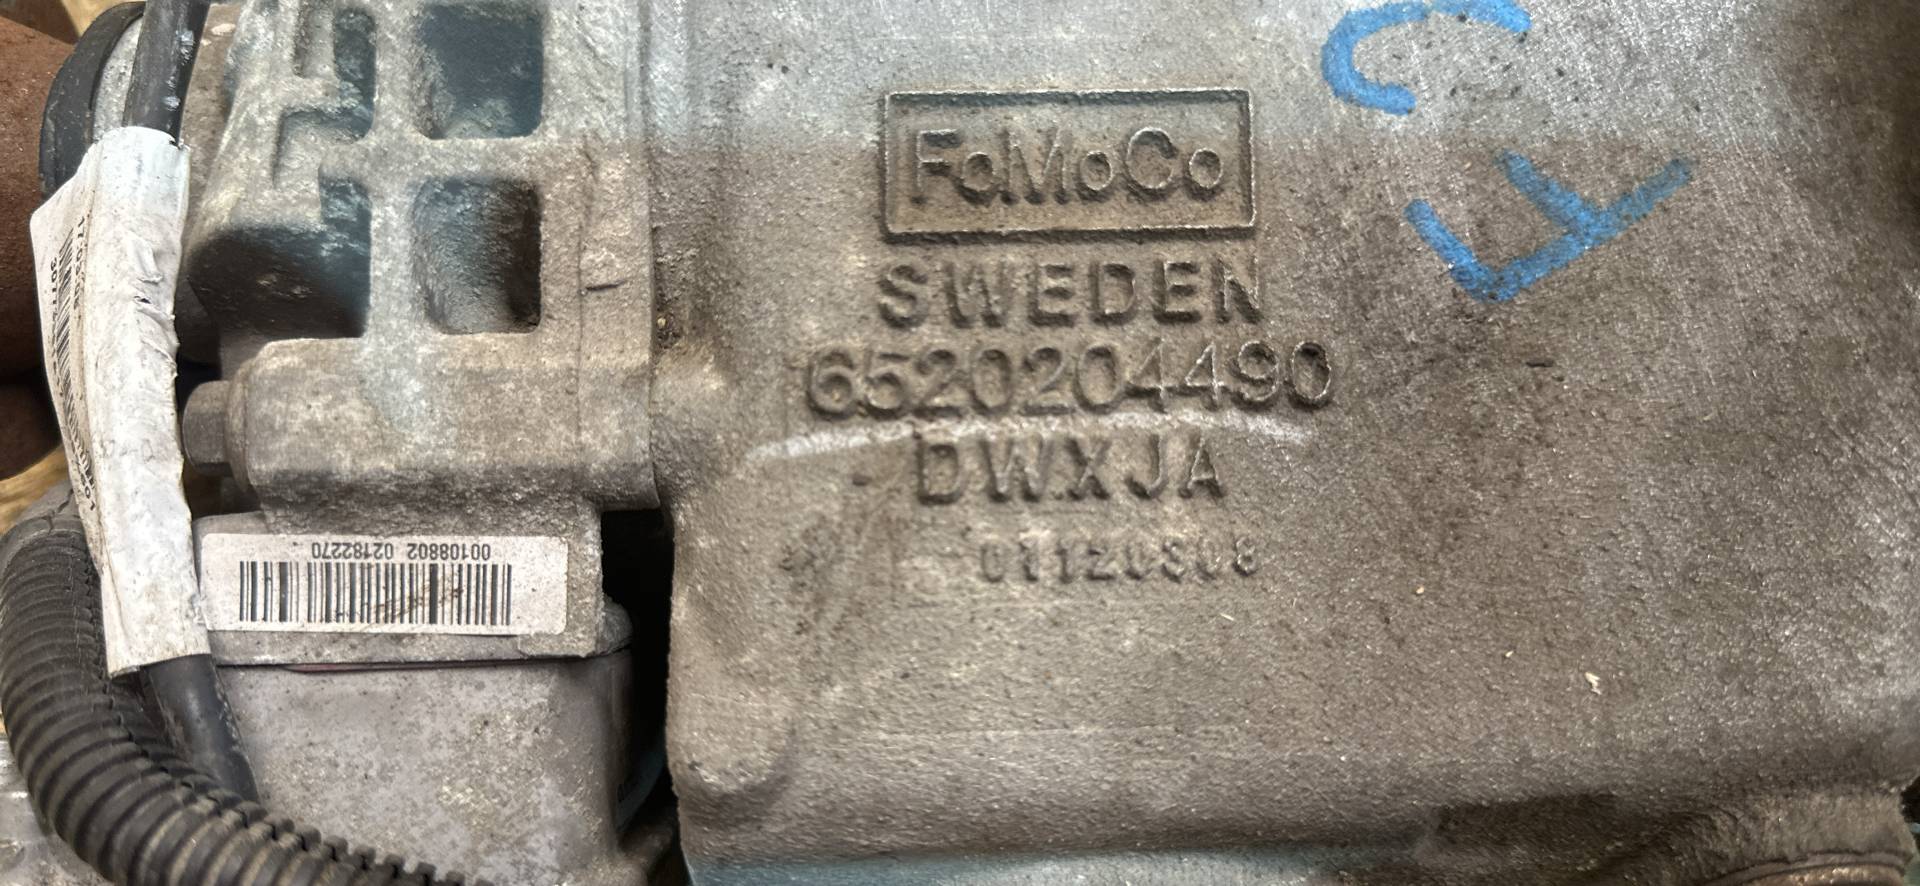 FoMoCo
SWEDEN
6520204490
DWXJA
01120308
00108802 02182270
F C